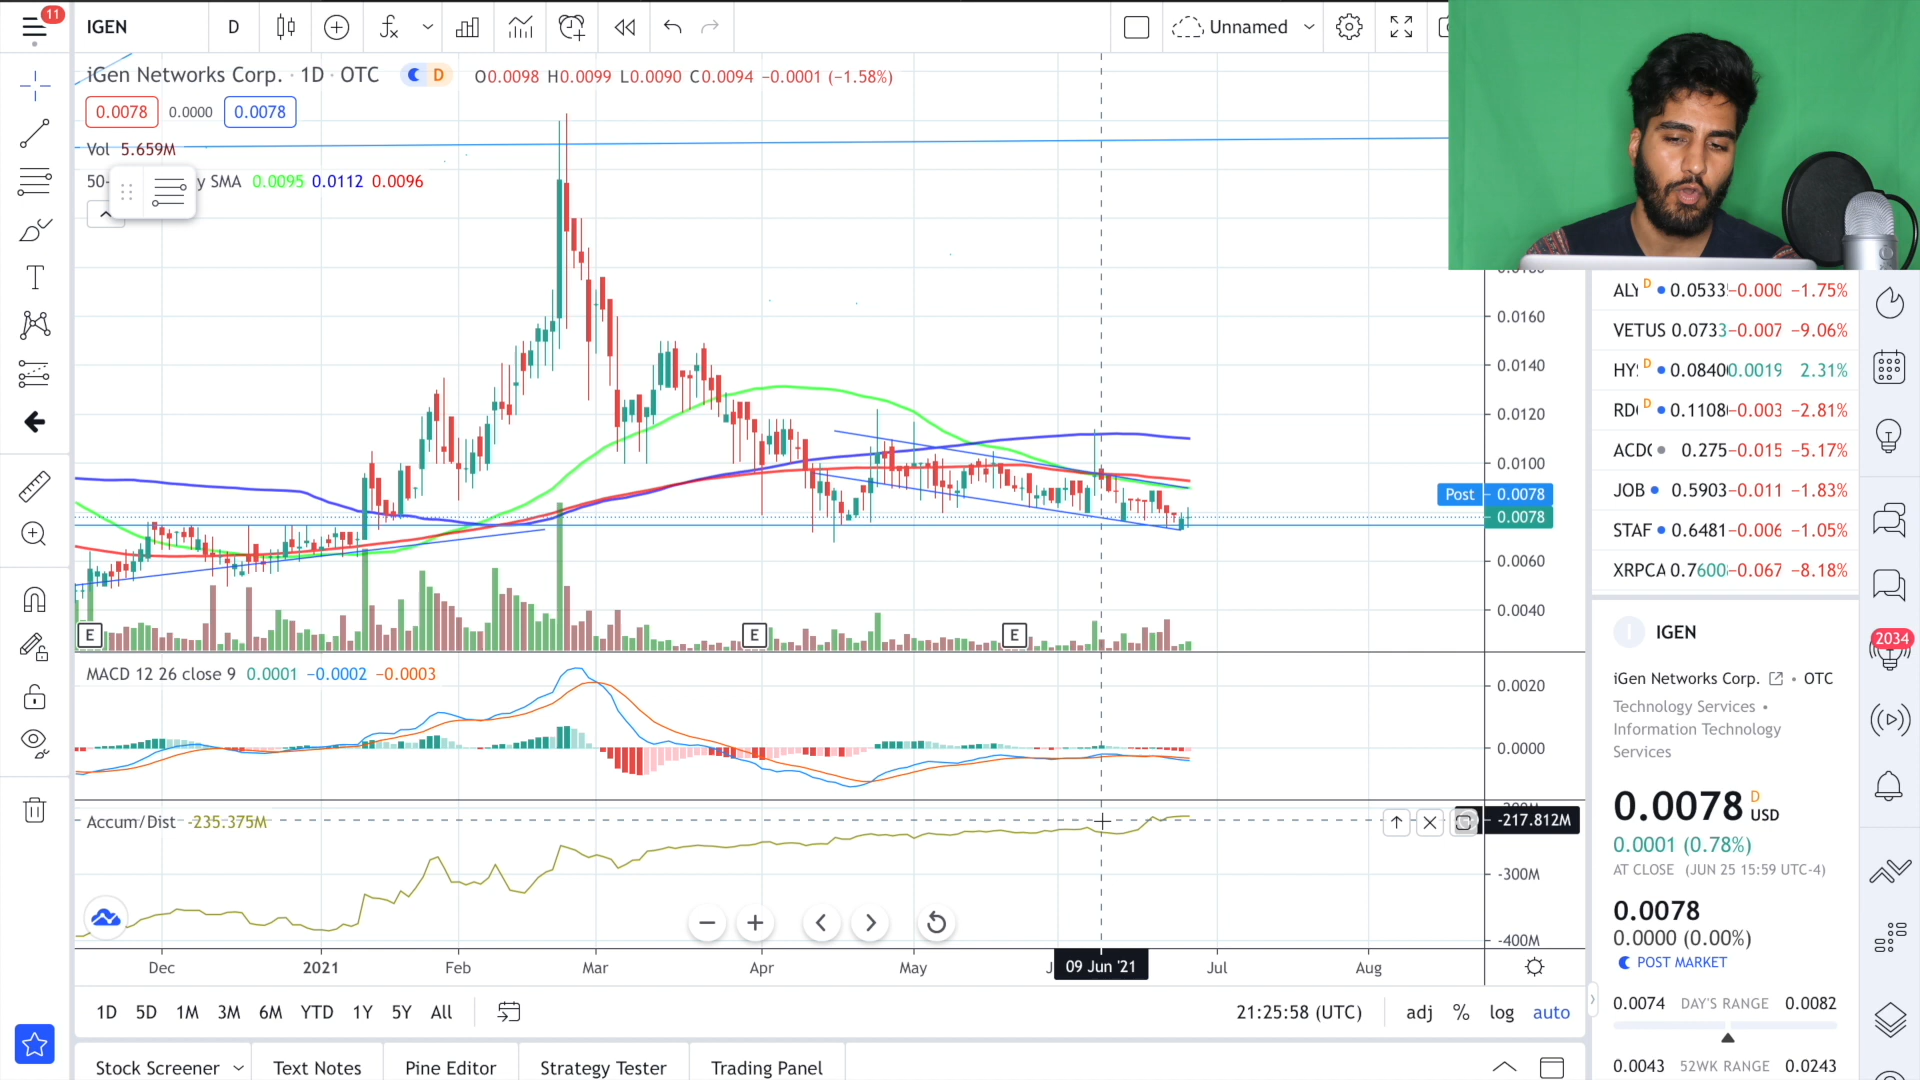 11
IGEN
D
Unnamed
iGen Networks Corp. · 1D · OTC
D
O0.0098 H0.0099 L0.0090 C0.0094 −0.0001 (−1.58%)
0.0078
0.0000
0.0078
Vol 5.659M
50-
y SMA 0.0095 0.0112 0.0096
0.0160
0.0140
0.0120
0.0100
Post 0.0078
0.0078
0.0060
0.0040
E
E
E
MACD 12 26 close 9 0.0001 −0.0002 −0.0003
0.0020
0.0000
Accum/Dist -235.375M
-217.812M
-300M
-400M
Dec
2021
Feb
Mar
Apr
May
09 Jun '21
Jul
Aug
1D 5D 1M 3M 6M YTD 1Y 5Y All
21:25:58 (UTC)
adj % log auto
Stock Screener
Text Notes
Pine Editor
Strategy Tester
Trading Panel
ALY D 0.0533 −0.000 −1.75%
VETUS 0.0733 −0.007 −9.06%
HY D 0.0840 0.0019 2.31%
RD D 0.1108 −0.003 −2.81%
ACD 0.275 −0.015 −5.17%
JOB 0.5903 −0.011 −1.83%
STAF 0.6481 −0.006 −1.05%
XRPCA 0.7600 −0.067 −8.18%
I
IGEN
iGen Networks Corp. • OTC
Technology Services •
Information Technology
Services
0.0078 D USD
0.0001 (0.78%)
AT CLOSE (JUN 25 15:59 UTC-4)
0.0078
0.0000 (0.00%)
POST MARKET
0.0074 DAY'S RANGE 0.0082
0.0043 52WK RANGE 0.0243
2034